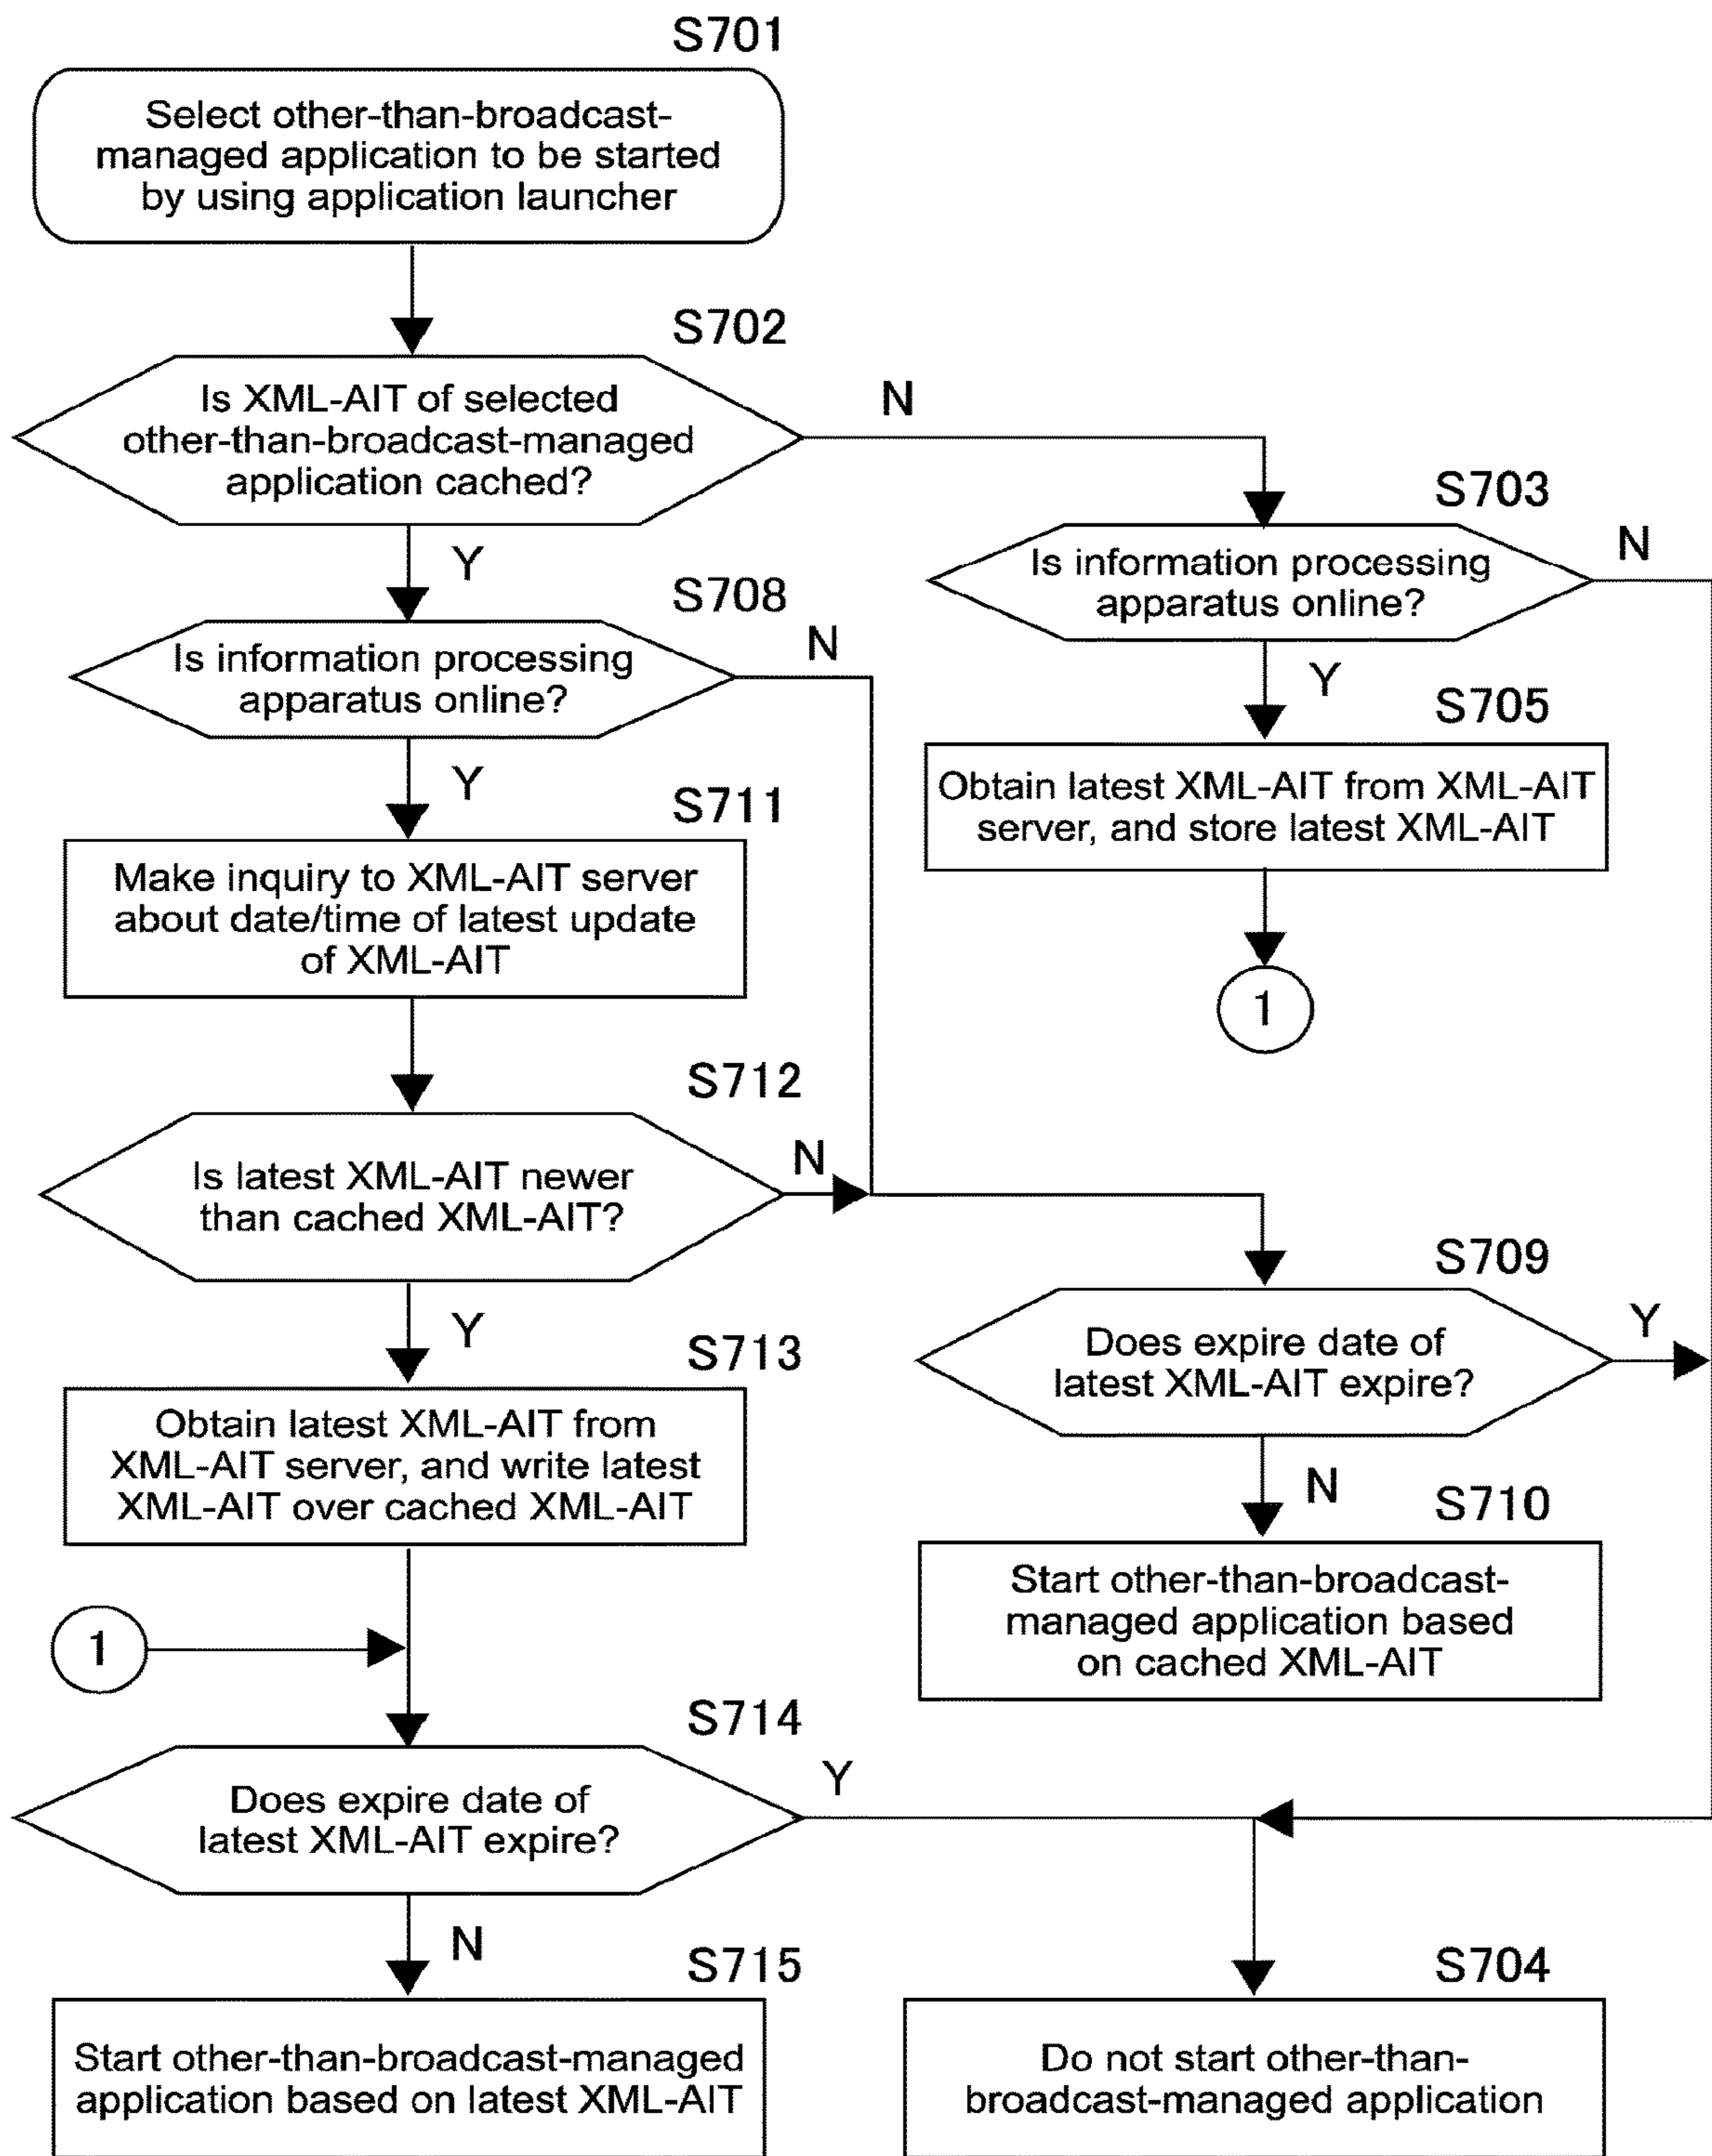 S701
Select other-than-broadcast-
managed application to be started
by using application launcher
S702
Is XML-AIT of selected
other-than-broadcast-managed
application cached?
N
Y
S703
Is information processing
apparatus online?
N
Y
S708
Is information processing
apparatus online?
N
Y
S705
Obtain latest XML-AIT from XML-AIT
server, and store latest XML-AIT
1
S711
Make inquiry to XML-AIT server
about date/time of latest update
of XML-AIT
S712
Is latest XML-AIT newer
than cached XML-AIT?
N
Y
S709
Does expire date of
latest XML-AIT expire?
Y
N
S713
Obtain latest XML-AIT from
XML-AIT server, and write latest
XML-AIT over cached XML-AIT
S710
Start other-than-broadcast-
managed application based
on cached XML-AIT
1
S714
Does expire date of
latest XML-AIT expire?
Y
N
S715
Start other-than-broadcast-managed
application based on latest XML-AIT
S704
Do not start other-than-
broadcast-managed application